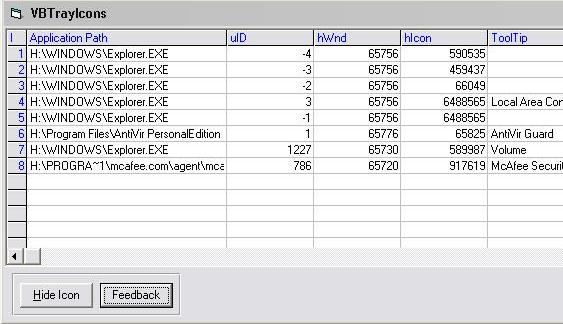 VBTrayIcons
I Application Path uID hWnd hIcon ToolTip
1 H:\WINDOWS\Explorer.EXE -4 65756 590535
2 H:\WINDOWS\Explorer.EXE -3 65756 459437
3 H:\WINDOWS\Explorer.EXE -2 65756 66049
4 H:\WINDOWS\Explorer.EXE 3 65756 6488565 Local Area Con
5 H:\WINDOWS\Explorer.EXE -1 65756 6488565
6 H:\Program Files\AntiVir PersonalEdition 1 65776 65825 AntiVir Guard
7 H:\WINDOWS\Explorer.EXE 1227 65730 589987 Volume
8 H:\PROGRA~1\mcafee.com\agent\mca 786 65720 917619 McAfee Securi
Hide Icon Feedback